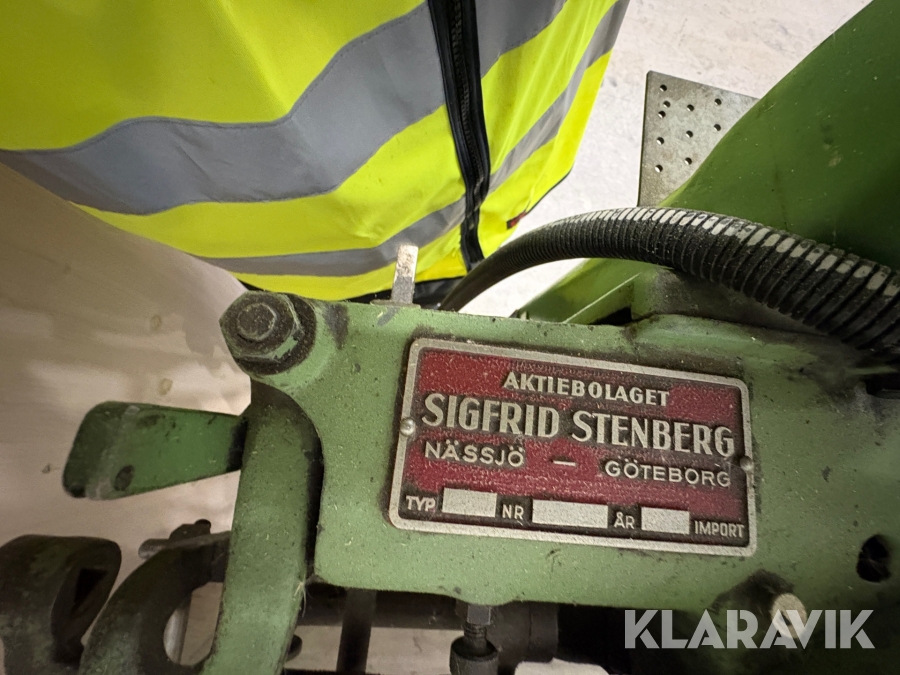 AKTIEBOLAGET
SIGFRID STENBERG
NÄSSJÖ — GÖTEBORG
TYP NR ÅR IMPORT
KLARAVIK